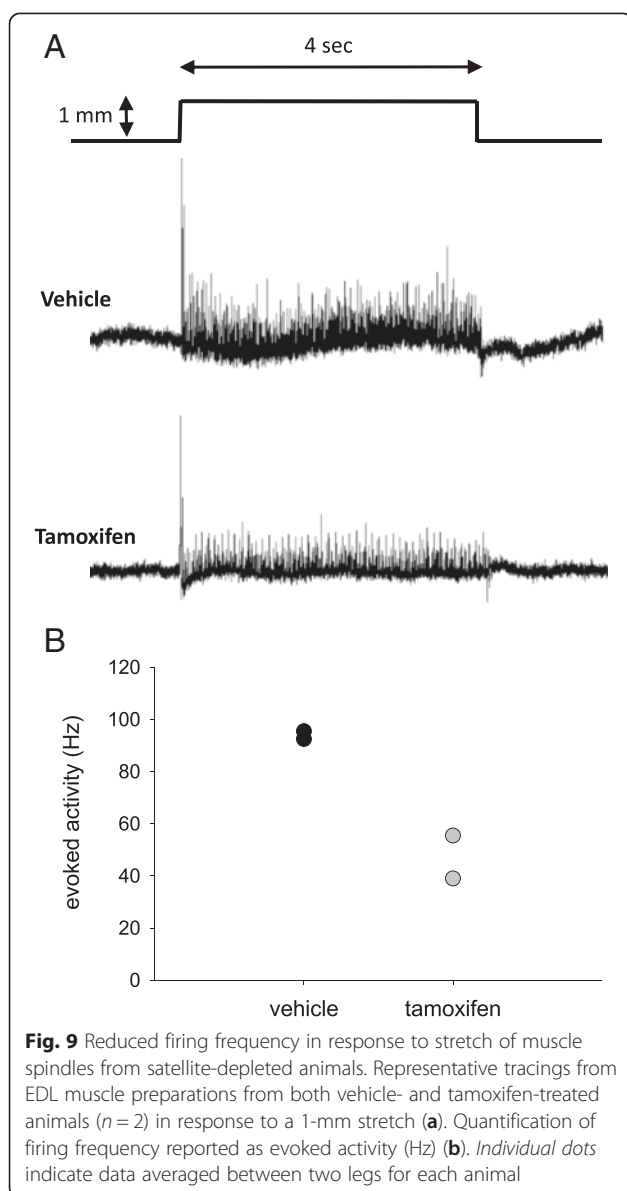 A
4 sec
1 mm
Vehicle
Tamoxifen
B
120
100
80
60
40
20
0
evoked activity (Hz)
vehicle tamoxifen
Fig. 9 Reduced firing frequency in response to stretch of muscle
spindles from satellite-depleted animals. Representative tracings from
EDL muscle preparations from both vehicle- and tamoxifen-treated
animals (n = 2) in response to a 1-mm stretch (a). Quantification of
firing frequency reported as evoked activity (Hz) (b). Individual dots
indicate data averaged between two legs for each animal